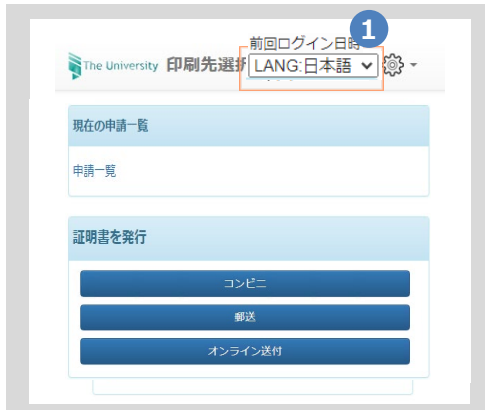 1
前回ログイン日時
The University 印刷先選択 LANG:日本語
現在の申請一覧
申請一覧
証明書を発行
コンビニ
郵送
オンライン送付